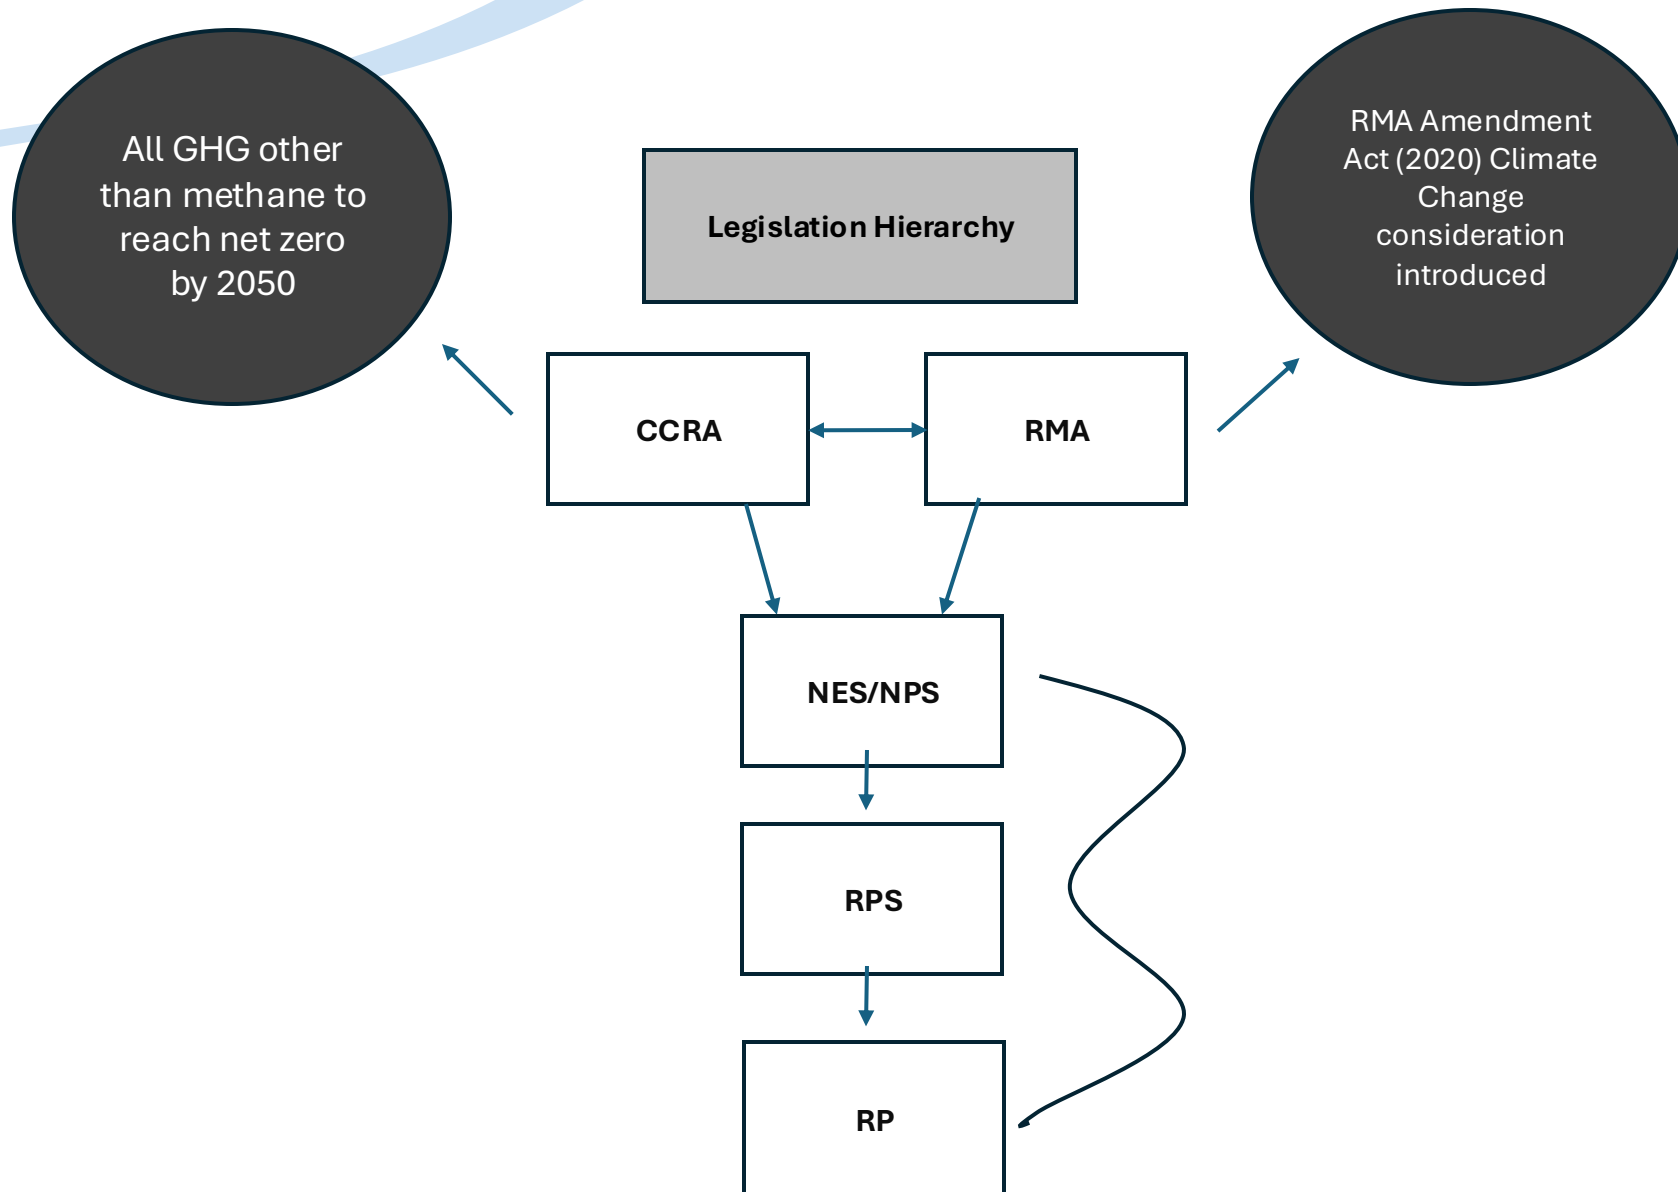 All GHG other
than methane to
reach net zero
by 2050
Legislation Hierarchy
RMA Amendment
Act (2020) Climate
Change
consideration
introduced
CCRA
RMA
NES/NPS
RPS
RP